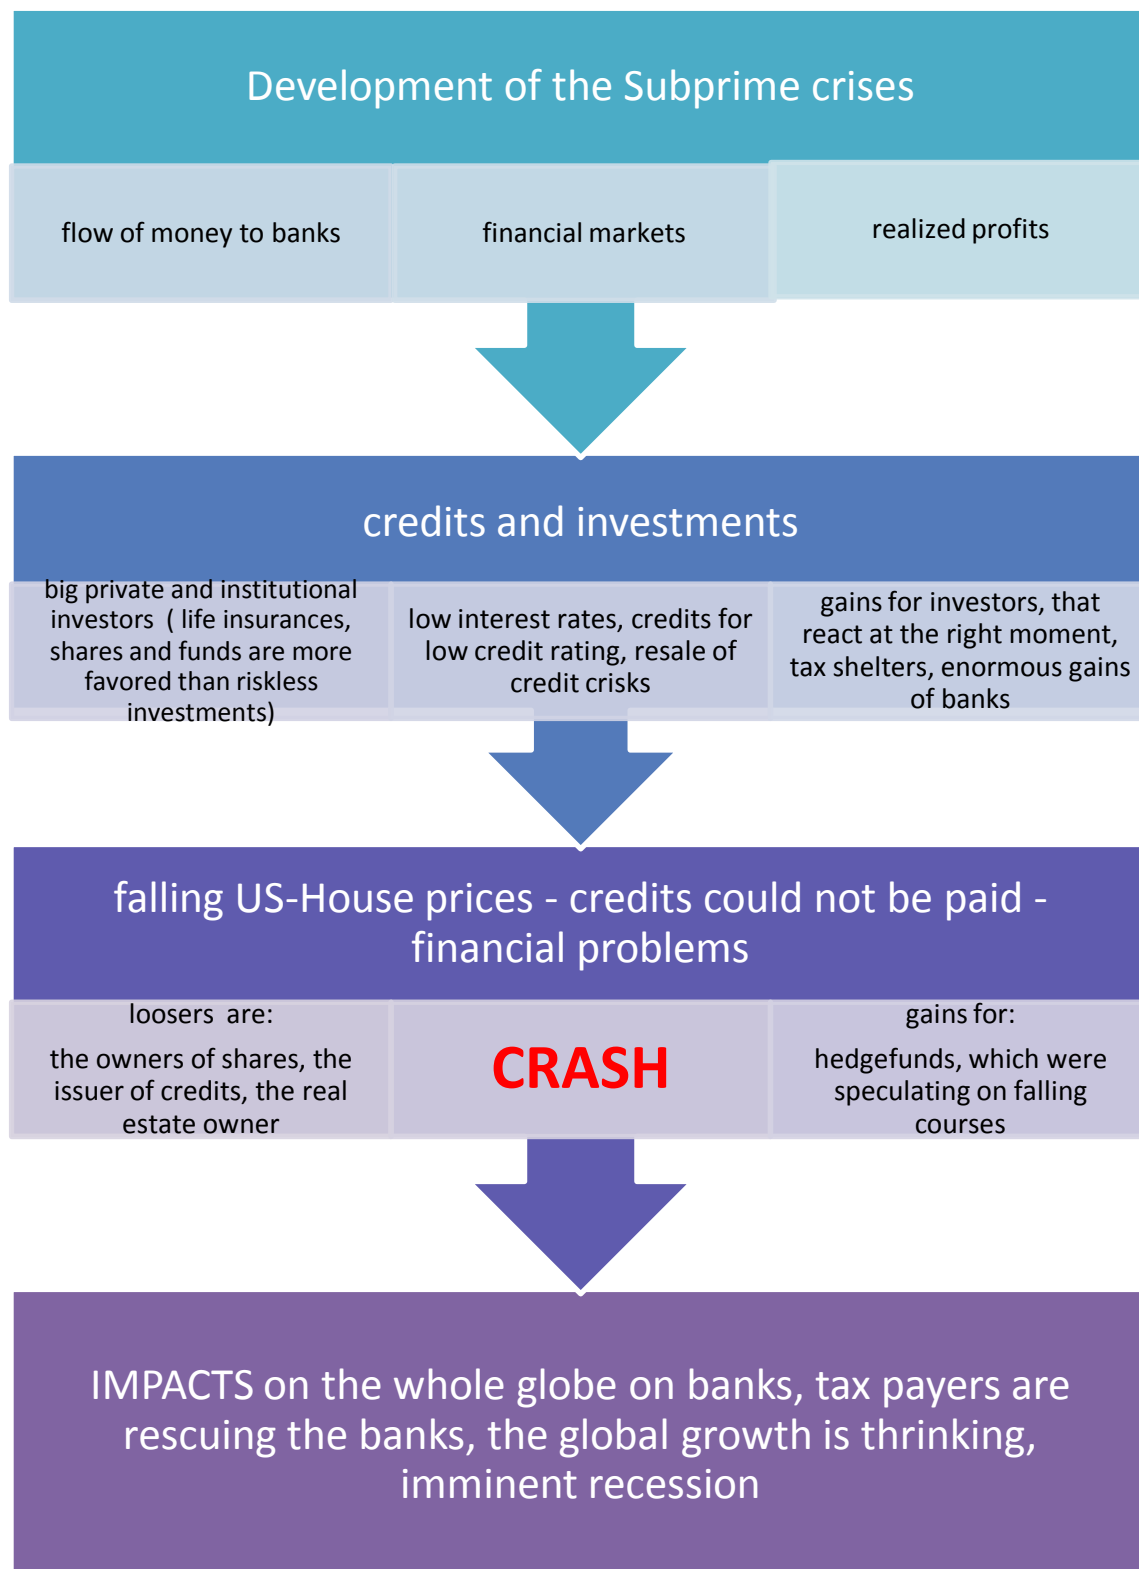 Development of the Subprime crises
flow of money to banks
financial markets
realized profits
credits and investments
big private and institutional
investors ( life insurances,
shares and funds are more
favored than riskless
investments)
low interest rates, credits for
low credit rating, resale of
credit crisks
gains for investors, that
react at the right moment,
tax shelters, enormous gains
of banks
falling US-House prices - credits could not be paid -
financial problems
loosers are:
the owners of shares, the
issuer of credits, the real
estate owner
CRASH
gains for:
hedgefunds, which were
speculating on falling
courses
IMPACTS on the whole globe on banks, tax payers are
rescuing the banks, the global growth is thrinking,
imminent recession